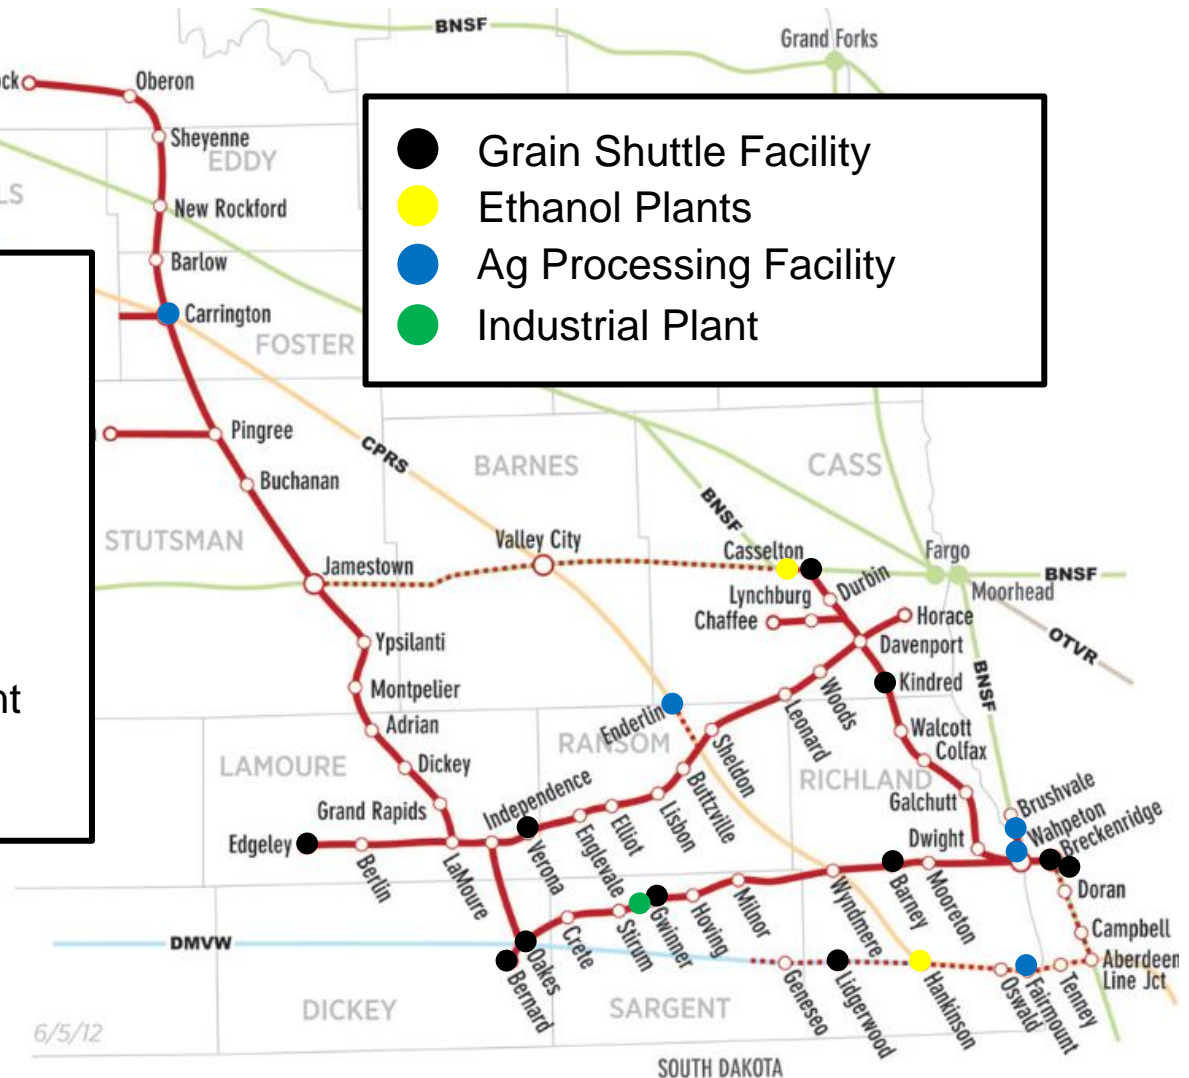 BNSF
Grand Forks
Oberon
Sheyenne
EDDY
New Rockford
Barlow
Carrington
FOSTER
Grain Shuttle Facility
Ethanol Plants
Ag Processing Facility
Industrial Plant
Pingree
CPRS
BARNES
CASS
Buchanan
BNSF
STUTSMAN
Valley City
Casselton
Fargo
Jamestown
BNSF
Lynchburg
Durbin
Moorhead
Chaffee
Horace
OTVR
Ypsilanti
Davenport
BNSF
Montpelier
Kindred
nt
Woods
Leonard
Enderlin
Adrian
Walcott
RANSOM
Sheldon
Colfax
LAMOURE
Dickey
RICHLAND
Buttzville
Galchutt
Brushvale
Grand Rapids
Independence
Lisbon
Eliot
Englevale
Wahpeton
Breckenridge
Edgeley
Dwight
Berlin
LaMoure
Verona
Barney
Mooreton
Doran
Wyndmere
Milnor
Hoving
Gwinner
Stirum
Crete
Campbell
DMVW
Oakes
Bernard
Aberdeen
Line Jct
Geneseo
Lidgerwood
Hankinson
Oswald
Fairmount
Tenney
DICKEY
SARGENT
6/5/12
SOUTH DAKOTA